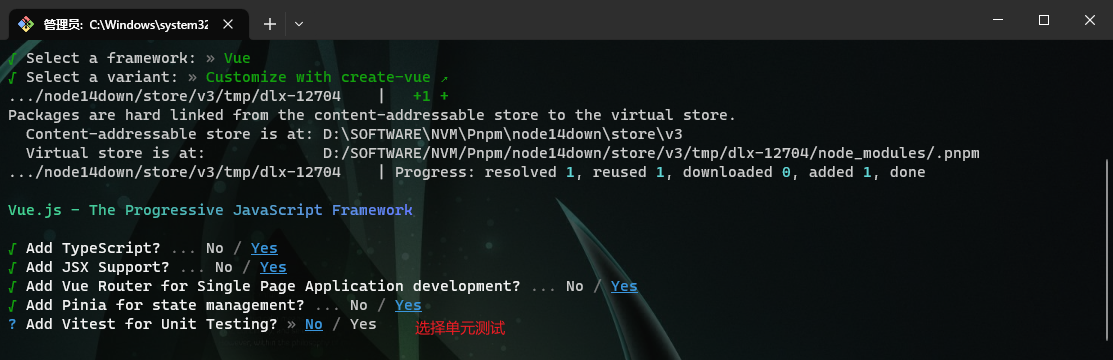 管理员: C:\Windows\system32
√ Select a framework: » Vue
√ Select a variant: » Customize with create-vue ↗
.../node14down/store/v3/tmp/dlx-12704    |   +1 +
Packages are hard linked from the content-addressable store to the virtual store.
  Content-addressable store is at: D:\SOFTWARE\NVM\Pnpm\node14down\store\v3
  Virtual store is at:             D:/SOFTWARE/NVM/Pnpm/node14down/store/v3/tmp/dlx-12704/node_modules/.pnpm
.../node14down/store/v3/tmp/dlx-12704    | Progress: resolved 1, reused 1, downloaded 0, added 1, done
Vue.js - The Progressive JavaScript Framework
√ Add TypeScript? ... No / Yes
√ Add JSX Support? ... No / Yes
√ Add Vue Router for Single Page Application development? ... No / Yes
√ Add Pinia for state management? ... No / Yes
? Add Vitest for Unit Testing? » No / Yes 选择单元测试